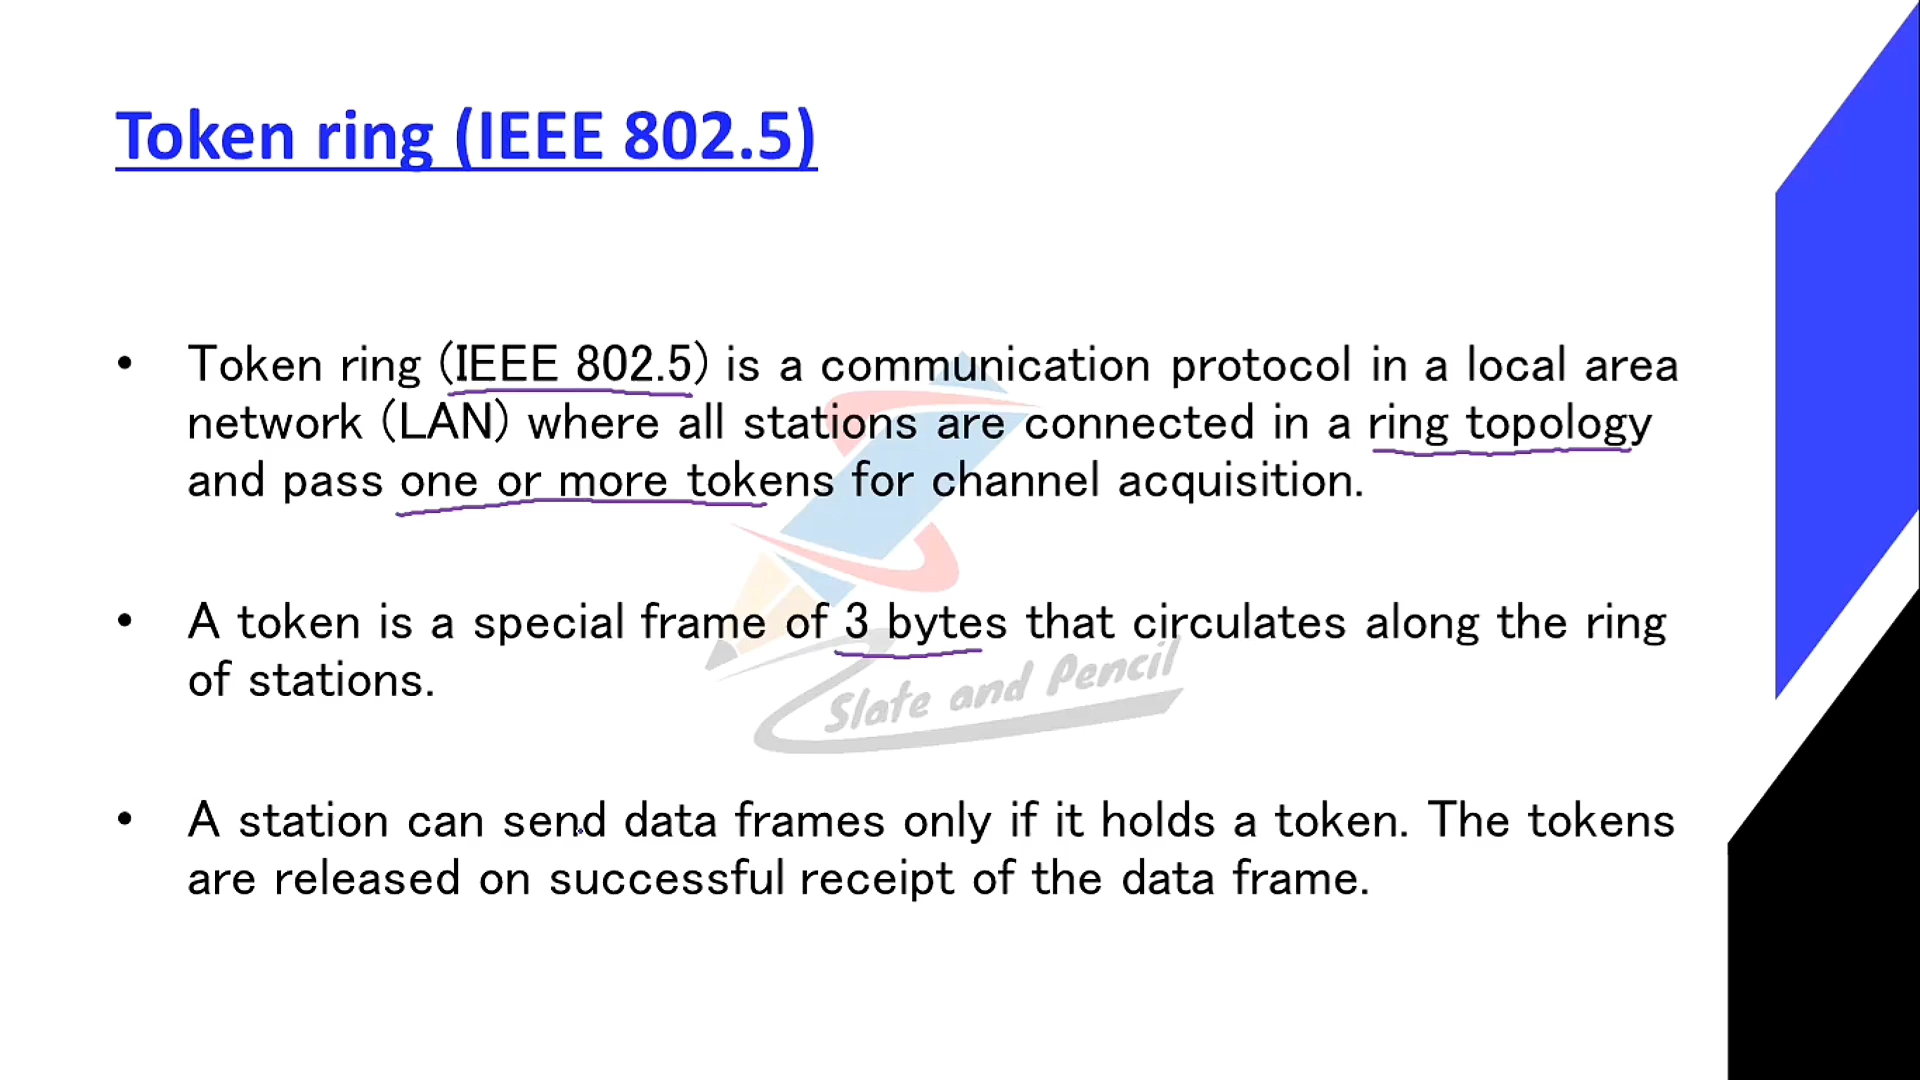 Token ring (IEEE 802.5)
• Token ring (IEEE 802.5) is a communication protocol in a local area
network (LAN) where all stations are connected in a ring topology
and pass one or more tokens for channel acquisition.
• A token is a special frame of 3 bytes that circulates along the ring
of stations.
Slate and Pencil
• A station can send data frames only if it holds a token. The tokens
are released on successful receipt of the data frame.